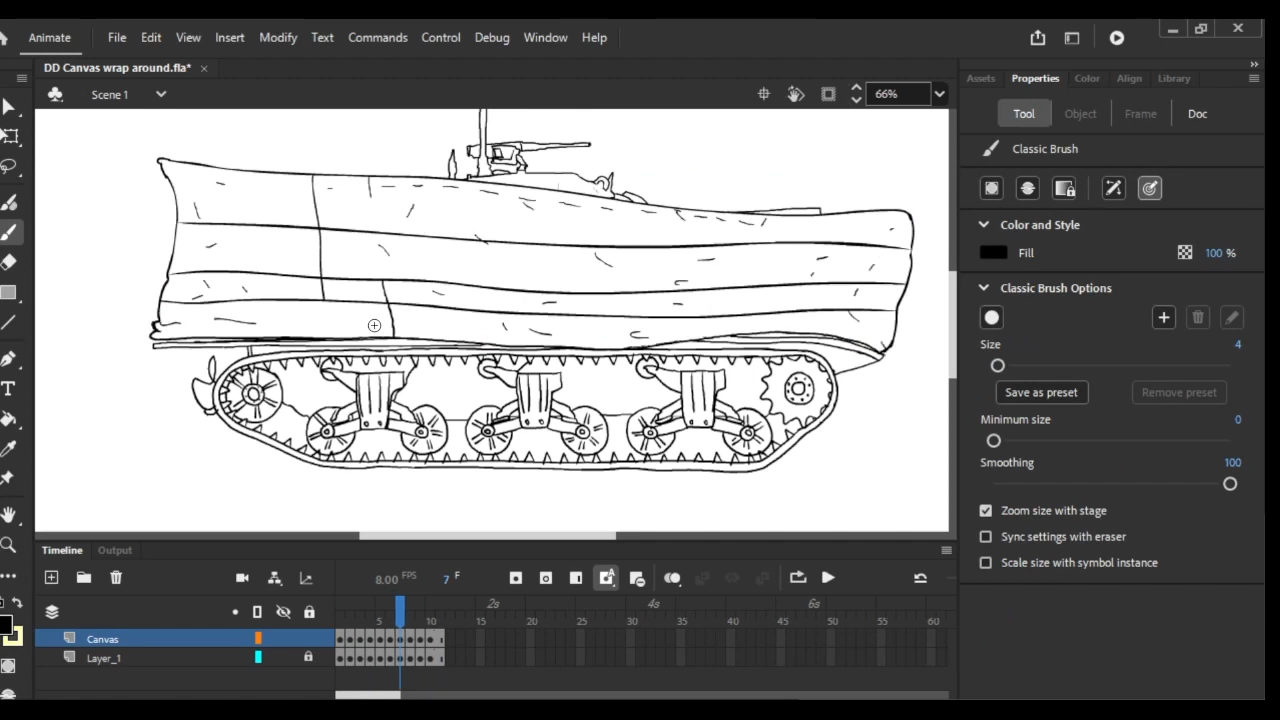 Animate File Edit View Insert Modify Text Commands Control Debug Window Help
DD Canvas wrap around.fla* ×
Scene 1 66%
Assets Properties Color Align Library
Tool Object Frame Doc
Classic Brush
Color and Style
Fill 100 %
Classic Brush Options
Size 4
Save as preset Remove preset
Minimum size 0
Smoothing 100
Zoom size with stage
Sync settings with eraser
Scale size with symbol instance
Timeline Output
8.00 FPS 7 F
2s 4s 6s
5 10 15 20 25 30 35 40 45 50 55 60
Canvas
Layer_1